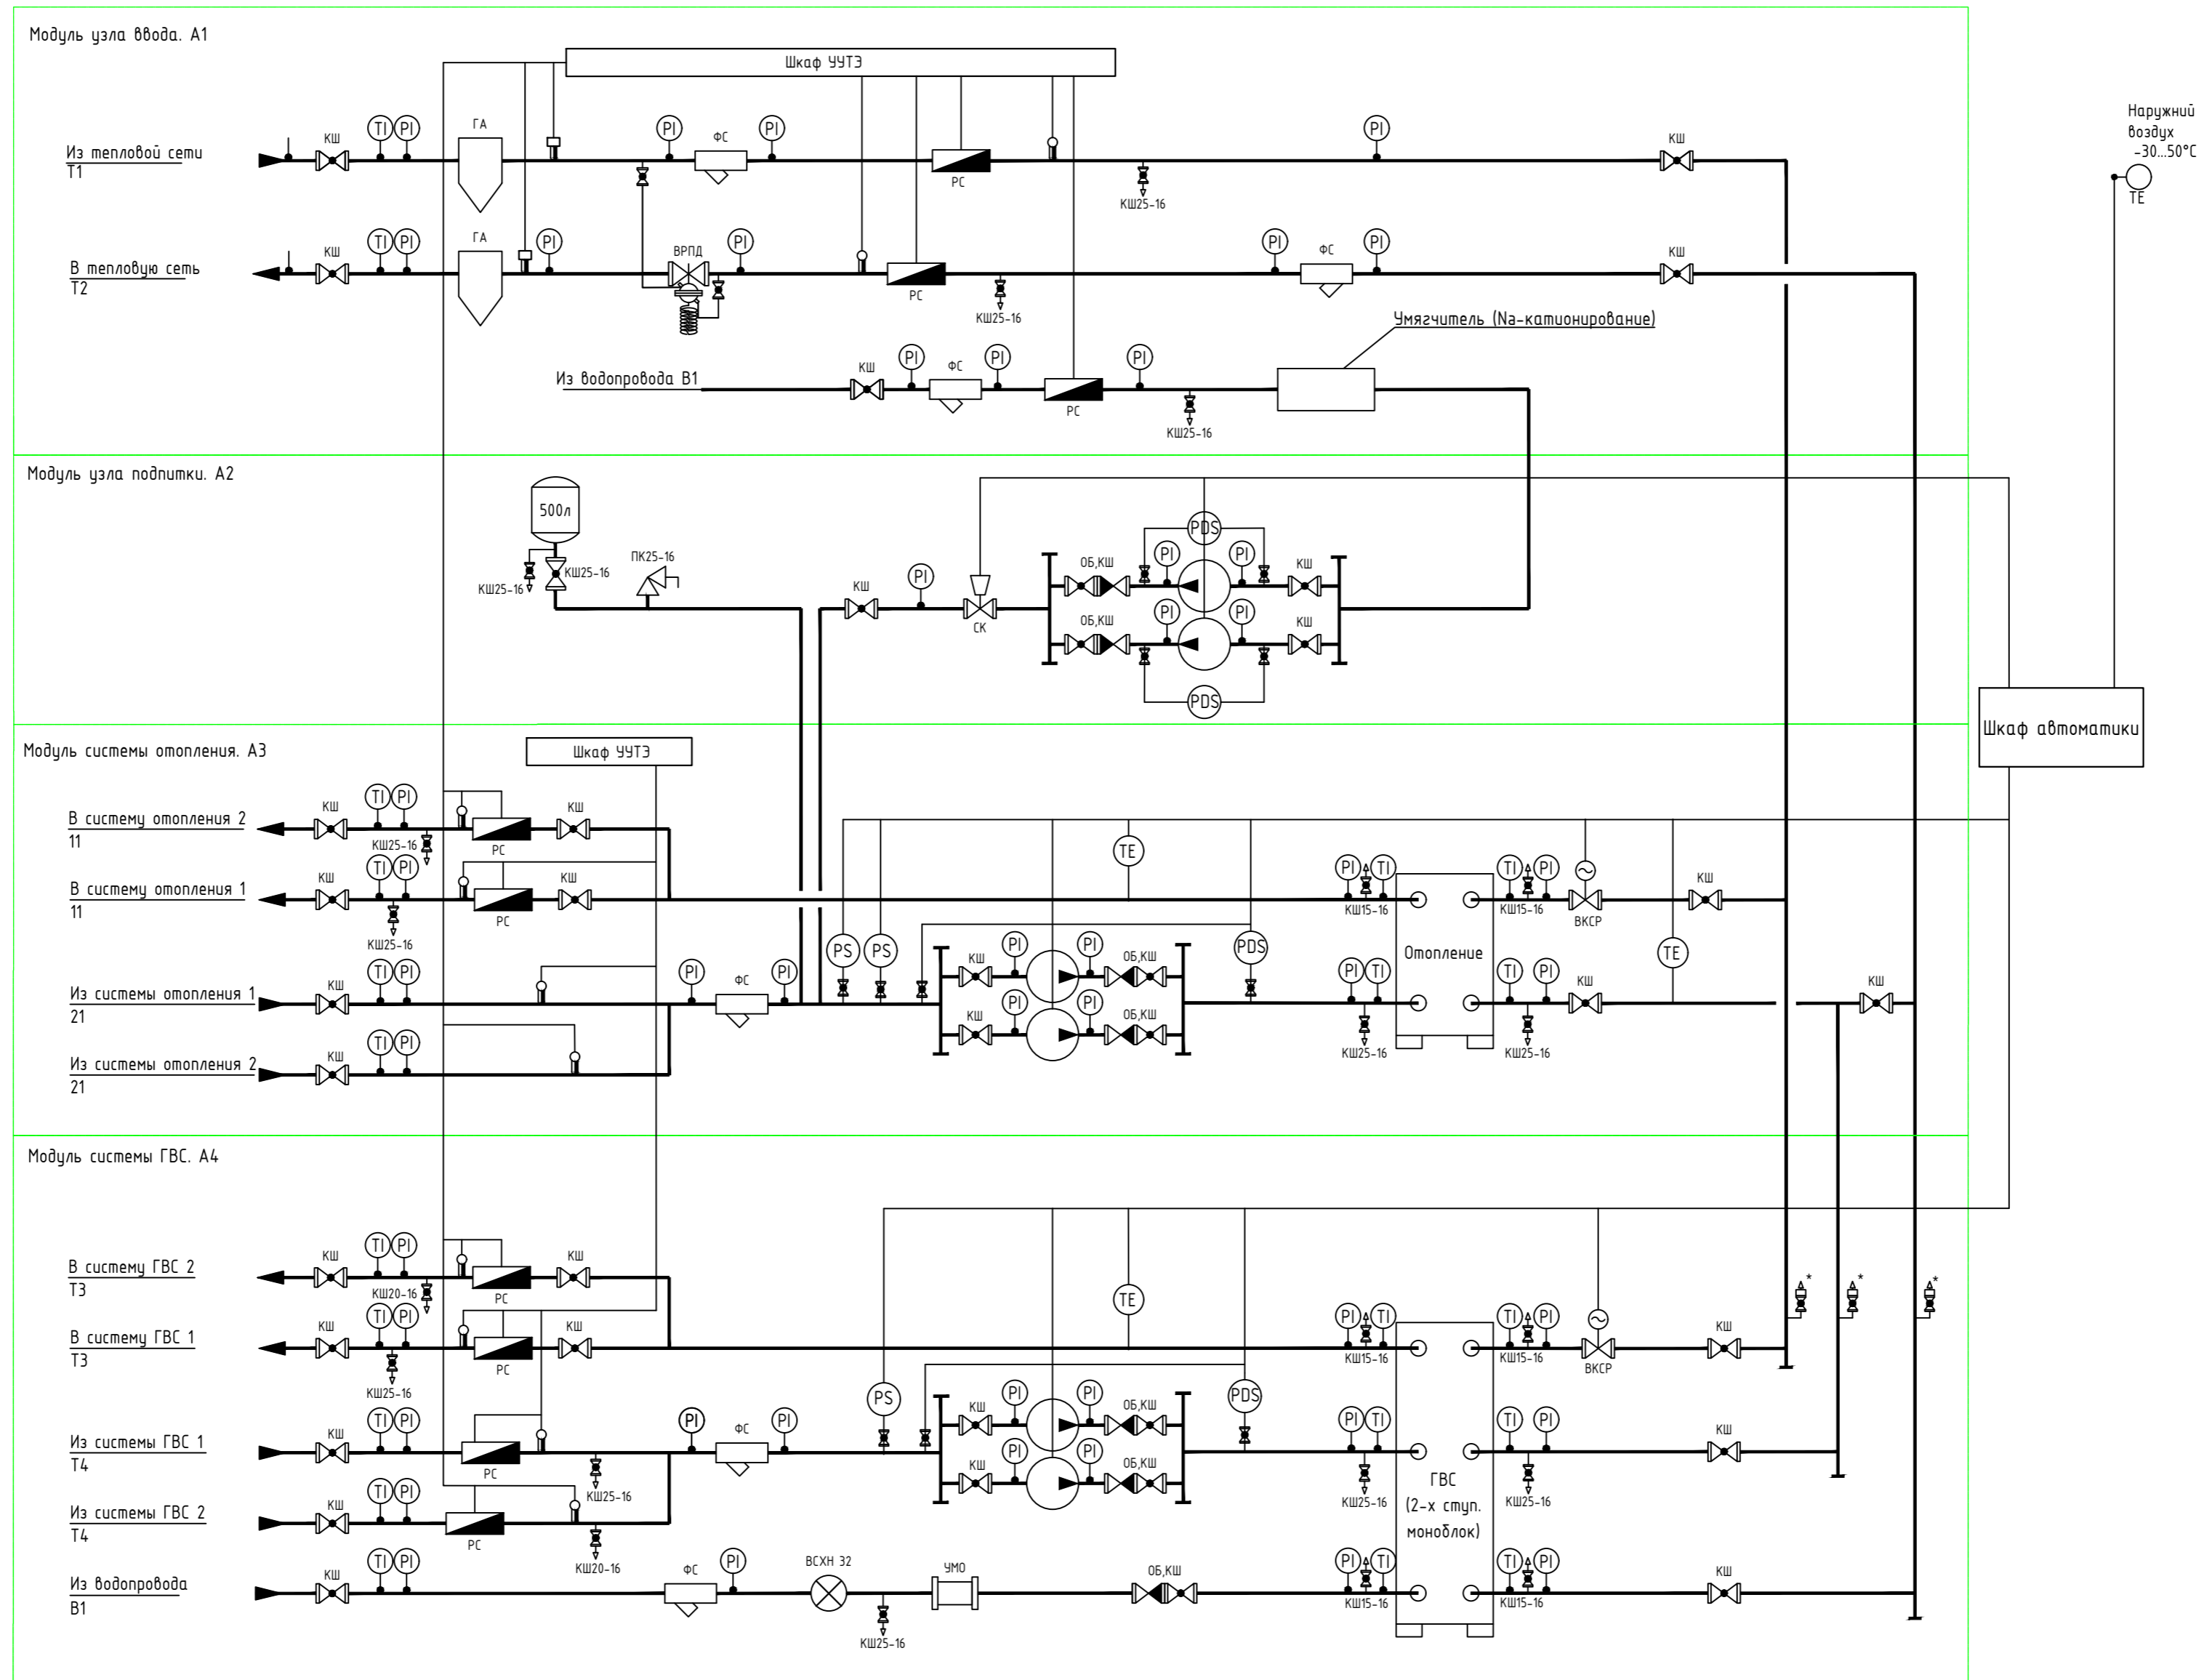 Модуль узла ввода. А1
Шкаф УУТЭ
Наружний
воздух
-30...50°С
TE
КШ TI PI ГА PI ФС PI PI КШ
Из тепловой сети
Т1
РС
КШ25-16
КШ TI PI ГА PI ВРПД PI PI ФС PI КШ
В тепловую сеть
Т2
РС
КШ25-16
Умягчитель (Na-катионирование)
КШ PI ФС PI PI
Из водопровода В1
РС
КШ25-16
Модуль узла подпитки. А2
500л
PDS
ПК25-16
ОБ,КШ PI PI КШ
КШ25-16
КШ25-16
КШ PI
СК
ОБ,КШ PI PI КШ
PDS
Шкаф автоматики
Модуль системы отопления. А3
Шкаф УУТЭ
КШ TI PI КШ
В систему отопления 2
11
КШ25-16
РС
TE
КШ TI PI КШ
PI TI TI PI КШ
В систему отопления 1
11
РС
КШ15-16 КШ15-16 ВКСР
КШ25-16
PS PS PDS TE
Отопление
КШ PI PI ОБ,КШ
КШ TI PI PI ФС PI
PI TI TI PI КШ КШ
Из системы отопления 1
21
КШ PI PI ОБ,КШ
КШ25-16 КШ25-16
КШ TI PI
Из системы отопления 2
21
Модуль системы ГВС. А4
КШ TI PI КШ
В систему ГВС 2
Т3
КШ20-16
РС
TE
* * *
КШ TI PI КШ
PI TI TI PI КШ
В систему ГВС 1
Т3
РС
КШ15-16 КШ15-16 ВКСР
КШ25-16
PS PDS
КШ PI PI ОБ,КШ
КШ TI PI PI ФС PI
PI TI TI PI КШ
Из системы ГВС 1
Т4
РС
КШ25-16
КШ PI PI ОБ,КШ
КШ25-16 КШ25-16
ГВС
(2-х ступ.
моноблок)
КШ TI PI
Из системы ГВС 2
Т4
РС
КШ20-16
КШ TI PI ФС PI ВСХН 32 УМО ОБ,КШ PI TI TI PI КШ
Из водопровода
В1
КШ15-16 КШ15-16
КШ25-16